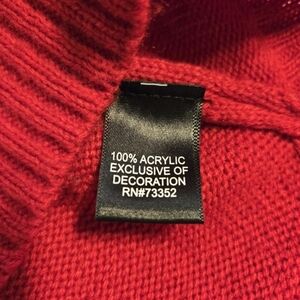 100% ACRYLIC
EXCLUSIVE OF
DECORATION
RN#73352